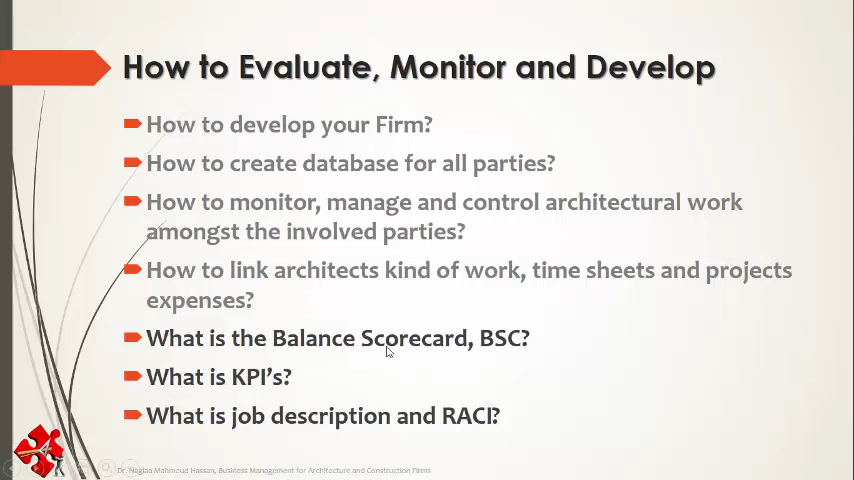 How to Evaluate, Monitor and Develop
How to develop your Firm?
How to create database for all parties?
How to monitor, manage and control architectural work
amongst the involved parties?
How to link architects kind of work, time sheets and projects
expenses?
What is the Balance Scorecard, BSC?
What is KPI's?
What is job description and RACI?
Dr. Naglaa Mahmoud Hassan, Business Management for Architecture and Construction Firms